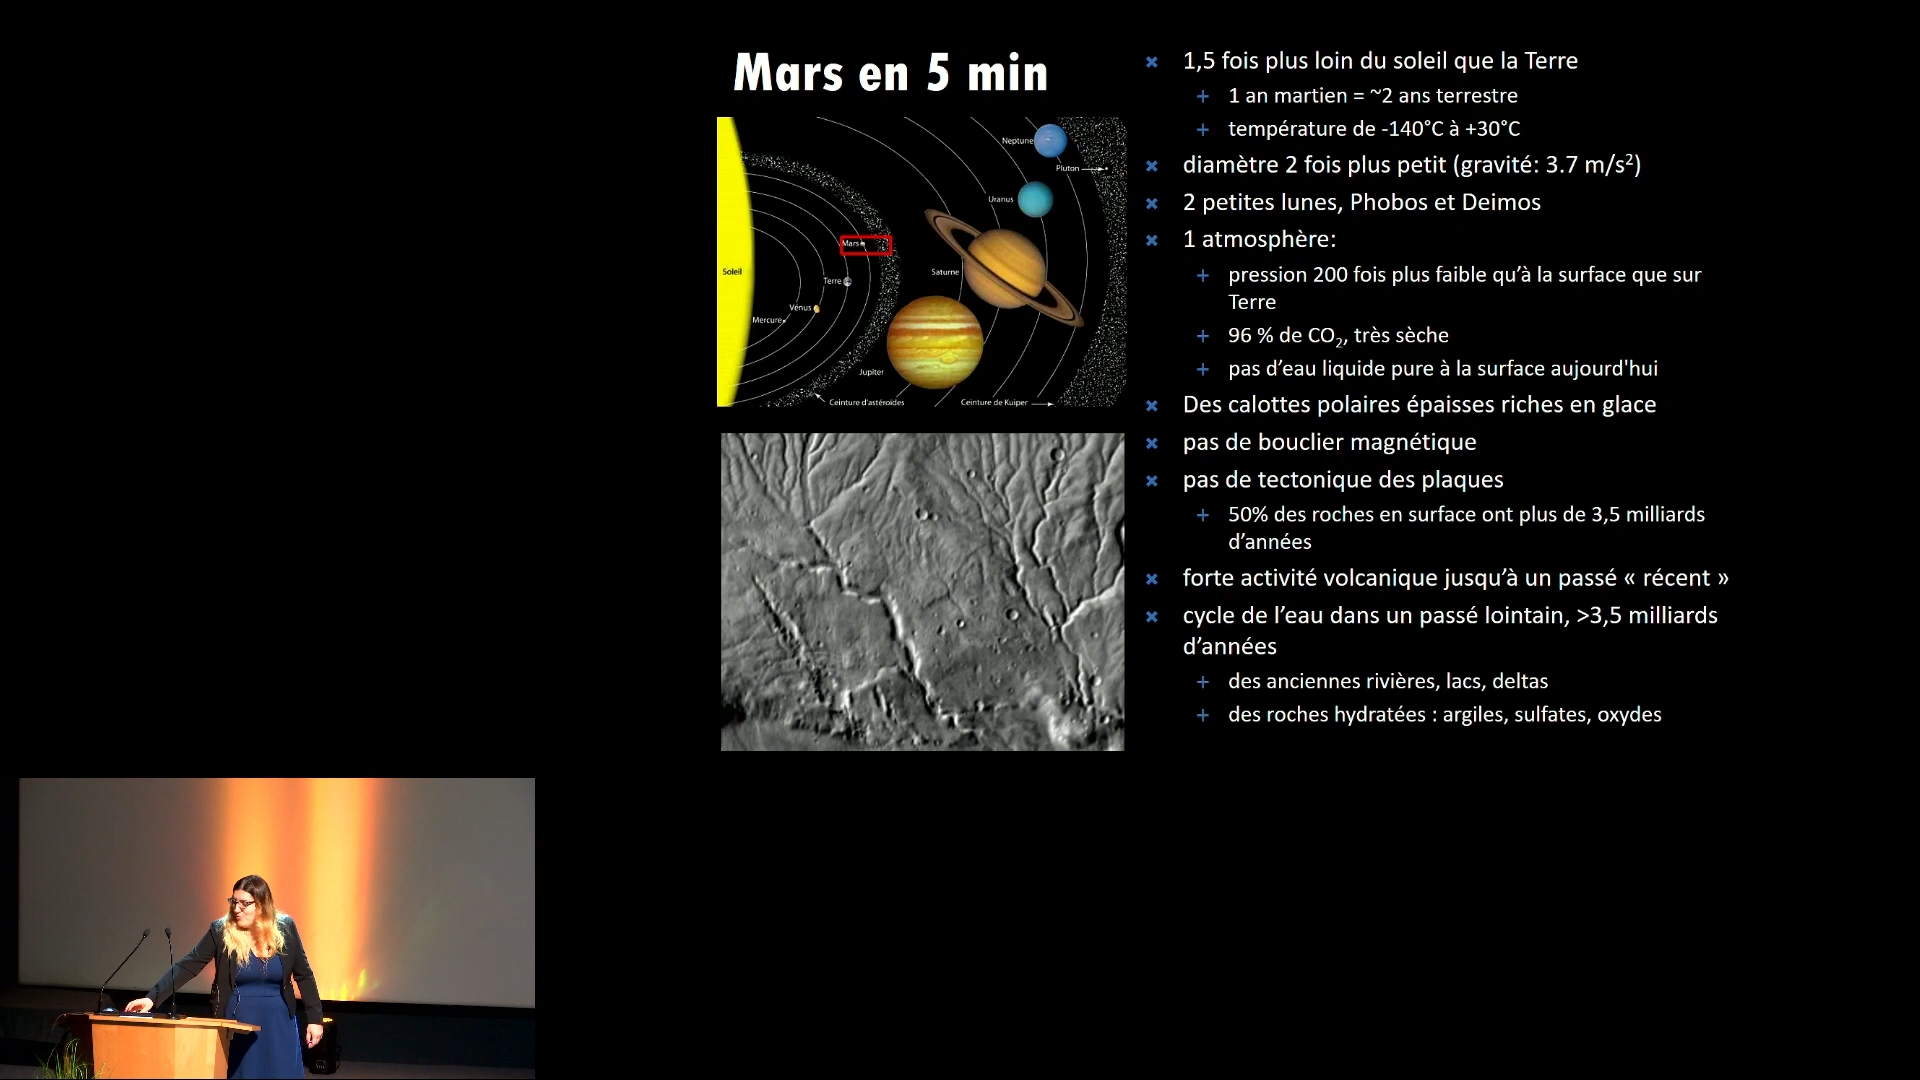 Mars en 5 min
Neptune
Pluton
Uranus
Mars
Soleil
Saturne
Terre
Vénus
Mercure
Jupiter
Ceinture d'astéroïdes
Ceinture de Kuiper
1,5 fois plus loin du soleil que la Terre
1 an martien = ~2 ans terrestre
température de -140°C à +30°C
diamètre 2 fois plus petit (gravité: 3.7 m/s²)
2 petites lunes, Phobos et Deimos
1 atmosphère:
pression 200 fois plus faible qu’à la surface que sur
Terre
96 % de CO₂, très sèche
pas d’eau liquide pure à la surface aujourd'hui
Des calottes polaires épaisses riches en glace
pas de bouclier magnétique
pas de tectonique des plaques
50% des roches en surface ont plus de 3,5 milliards
d’années
forte activité volcanique jusqu’à un passé « récent »
cycle de l’eau dans un passé lointain, >3,5 milliards
d’années
des anciennes rivières, lacs, deltas
des roches hydratées : argiles, sulfates, oxydes